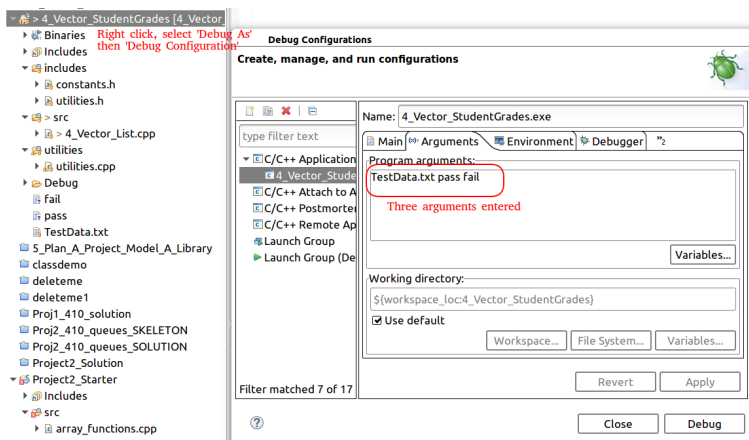 > 4_Vector_StudentGrades [4_Vector_
Binaries
Right click, select 'Debug As'
then 'Debug Configuration'
Includes
includes
constants.h
utilities.h
> src
> 4_Vector_List.cpp
utilities
utilities.cpp
Debug
fail
pass
TestData.txt
5_Plan_A_Project_Model_A_Library
classdemo
deleteme
deleteme1
Proj1_410_solution
Proj2_410_queues_SKELETON
Proj2_410_queues_SOLUTION
Project2_Solution
Project2_Starter
Includes
src
array_functions.cpp
Debug Configurations
Create, manage, and run configurations
type filter text
C/C++ Application
4_Vector_Stude
C/C++ Attach to A
C/C++ Postmorte
C/C++ Remote Ap
Launch Group
Launch Group (De
Filter matched 7 of 17
Name: 4_Vector_StudentGrades.exe
Main (x)= Arguments Environment Debugger »2
Program arguments:
TestData.txt pass fail
Three arguments entered
Variables...
Working directory:
${workspace_loc:4_Vector_StudentGrades}
Use default
Workspace... File System... Variables...
Revert Apply
? Close Debug